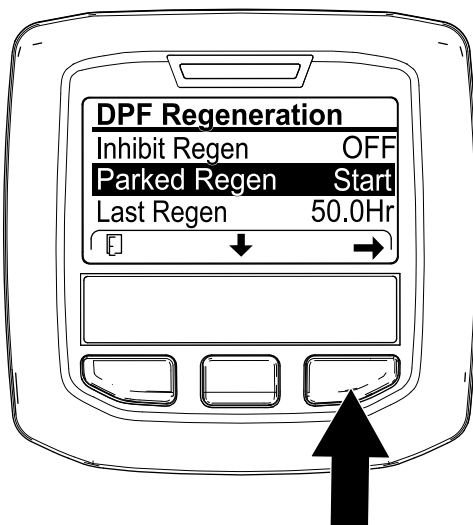 DPF Regeneration
Inhibit Regen OFF
Parked Regen Start
Last Regen 50.0Hr